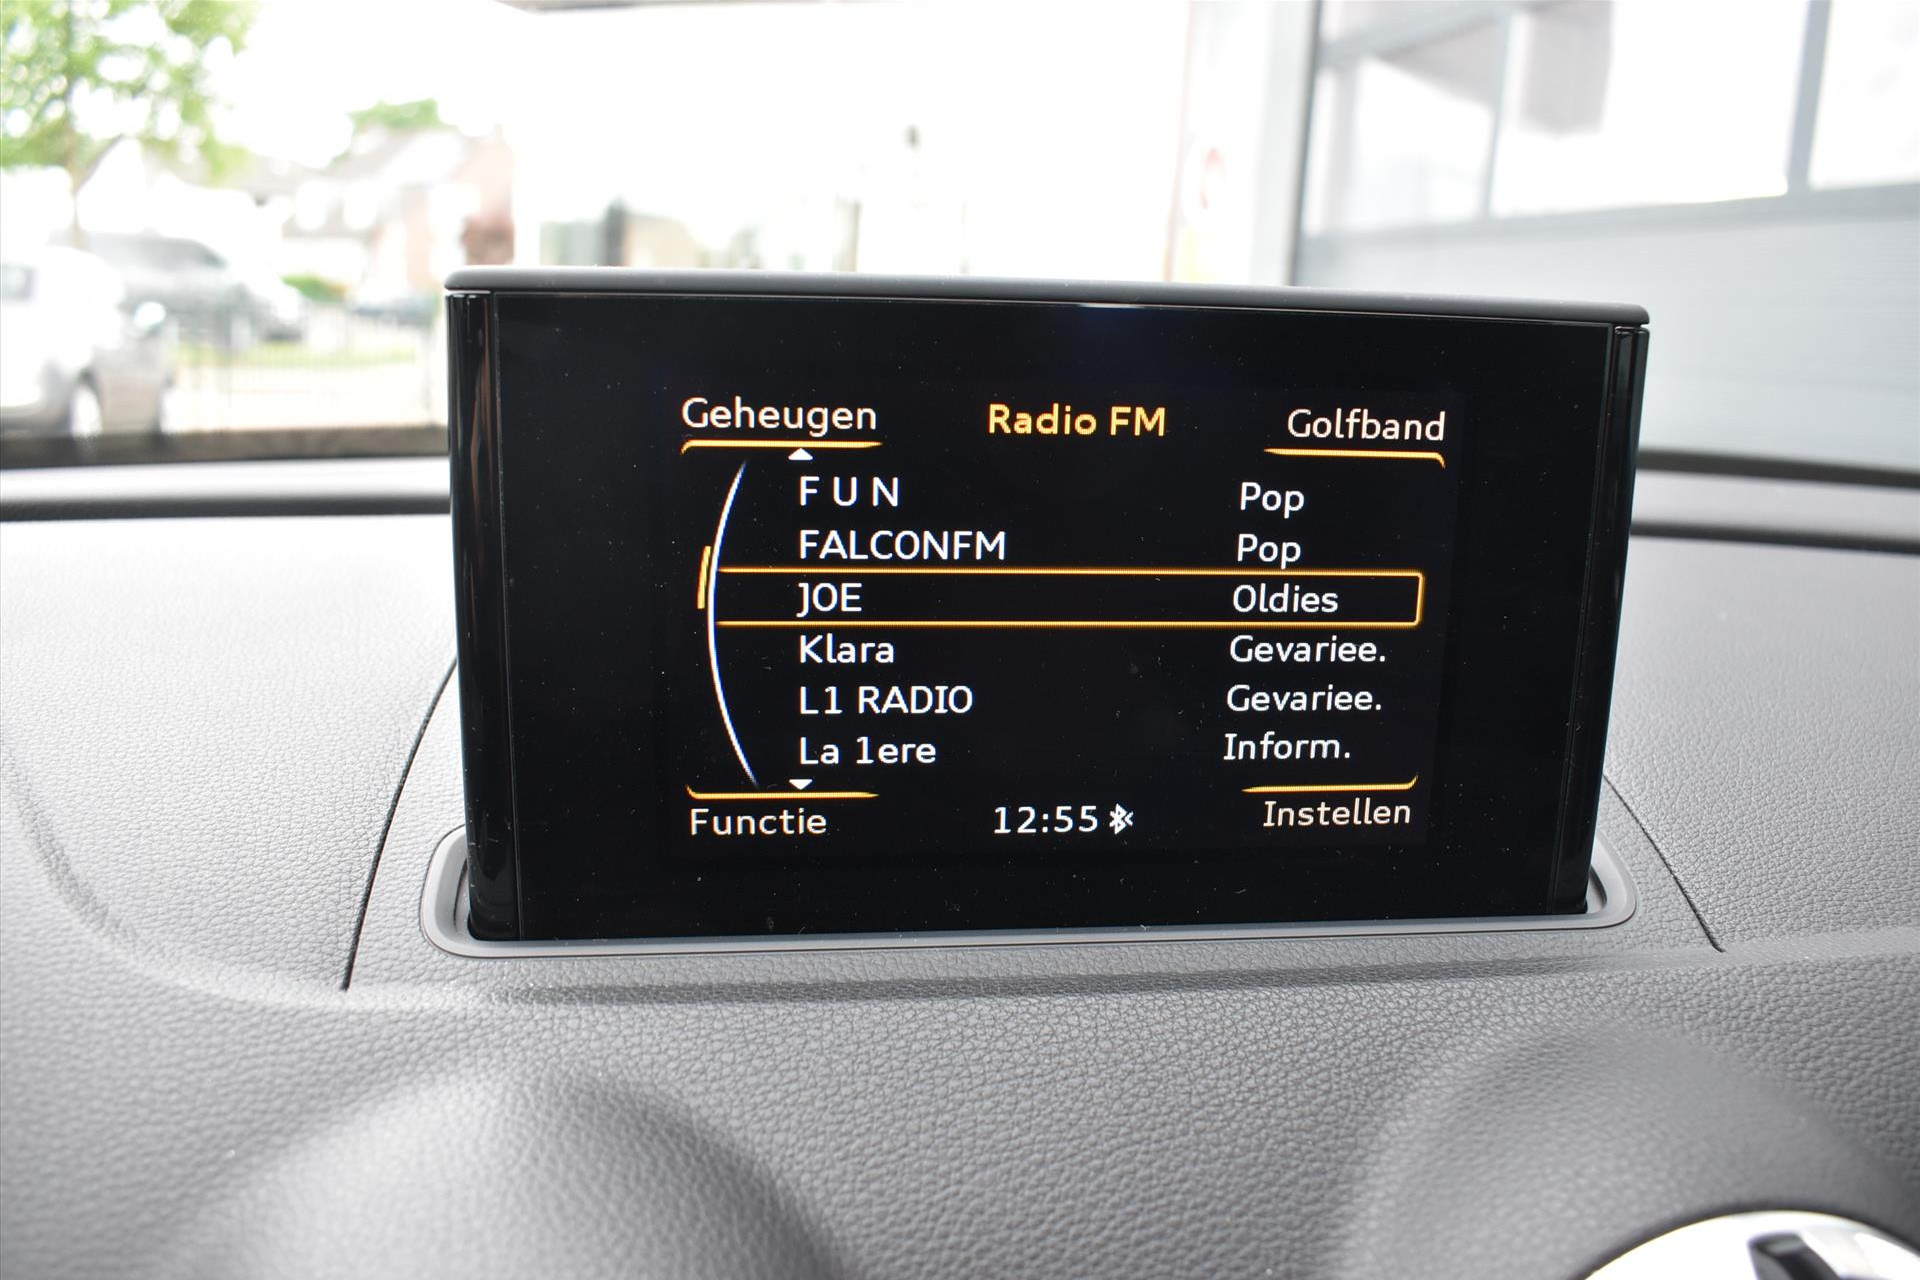 Geheugen Radio FM Golfband
F U N Pop
FALCONFM Pop
JOE Oldies
Klara Gevariee.
L1 RADIO Gevariee.
La 1ere Inform.
Functie 12:55 Instellen